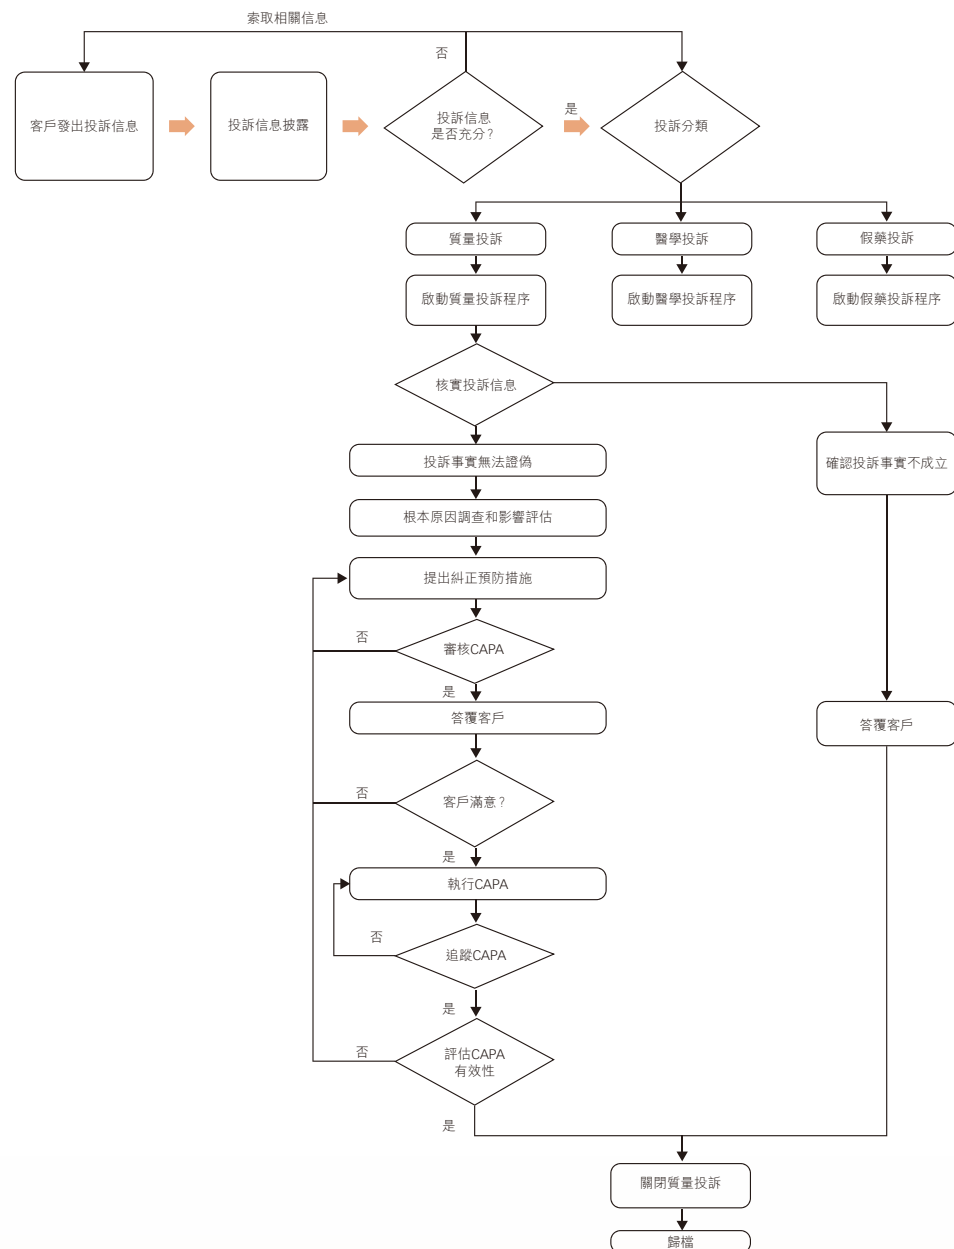 索取相關信息
否
客戶發出投訴信息
投訴信息披露
投訴信息
是否充分？
是
投訴分類
質量投訴
醫學投訴
假藥投訴
啟動質量投訴程序
啟動醫學投訴程序
啟動假藥投訴程序
核實投訴信息
投訴事實無法證偽
確認投訴事實不成立
根本原因調查和影響評估
提出糾正預防措施
否
審核CAPA
是
答覆客戶
答覆客戶
否
客戶滿意？
是
執行CAPA
否
追蹤CAPA
是
否
評估CAPA
有效性
是
關閉質量投訴
歸檔